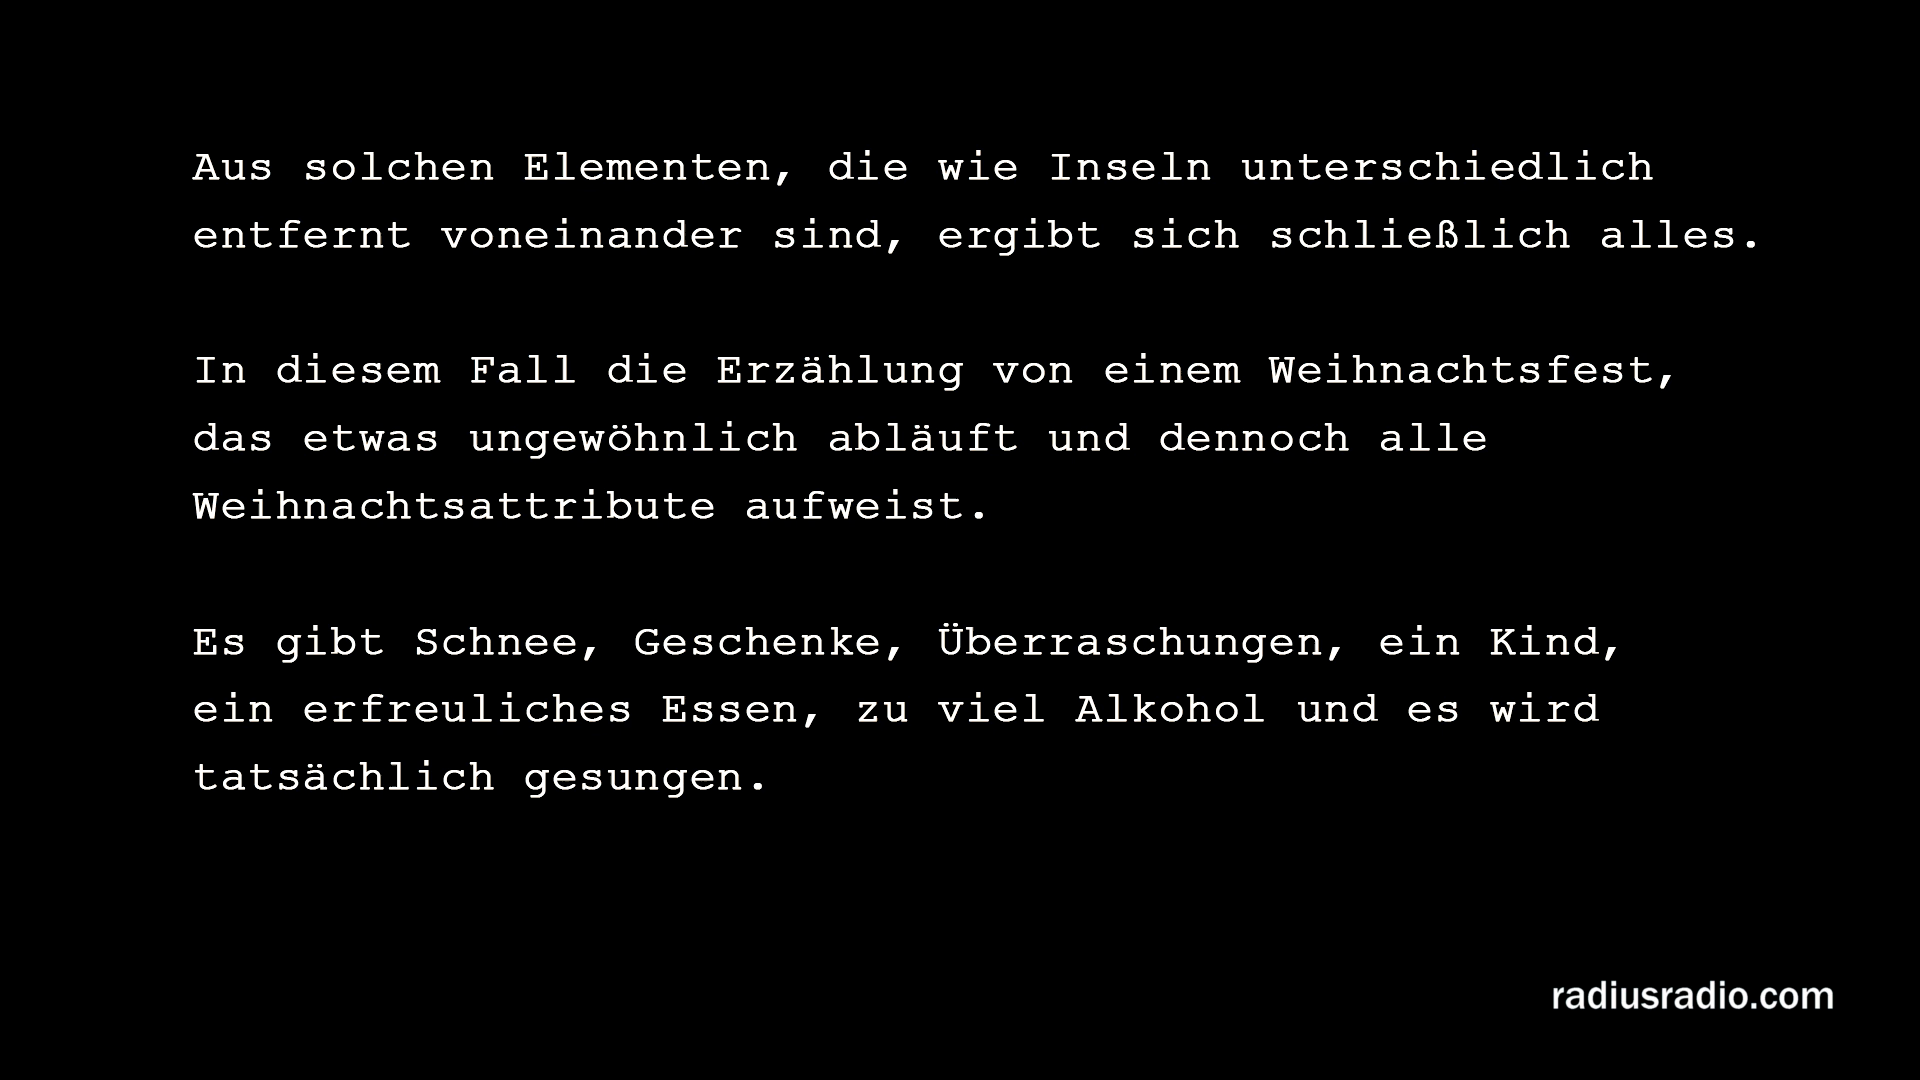 Aus solchen Elementen, die wie Inseln unterschiedlich
entfernt voneinander sind, ergibt sich schließlich alles.
In diesem Fall die Erzählung von einem Weihnachtsfest,
das etwas ungewöhnlich abläuft und dennoch alle
Weihnachtsattribute aufweist.
Es gibt Schnee, Geschenke, Überraschungen, ein Kind,
ein erfreuliches Essen, zu viel Alkohol und es wird
tatsächlich gesungen.
radiusradio.com